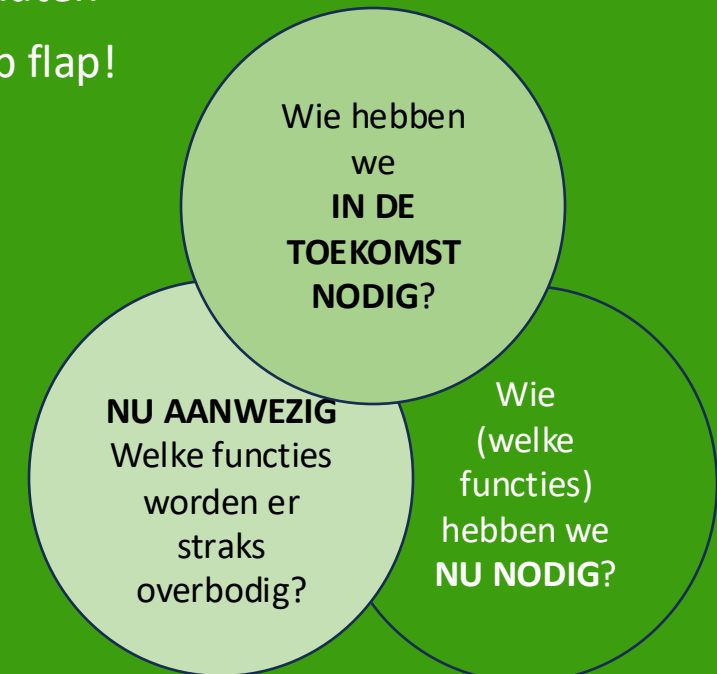 flap!
Wie hebben
we
IN DE
TOEKOMST
NODIG?
NU AANWEZIG
Welke functies
worden er
straks
overbodig?
Wie
(welke
functies)
hebben we
NU NODIG?